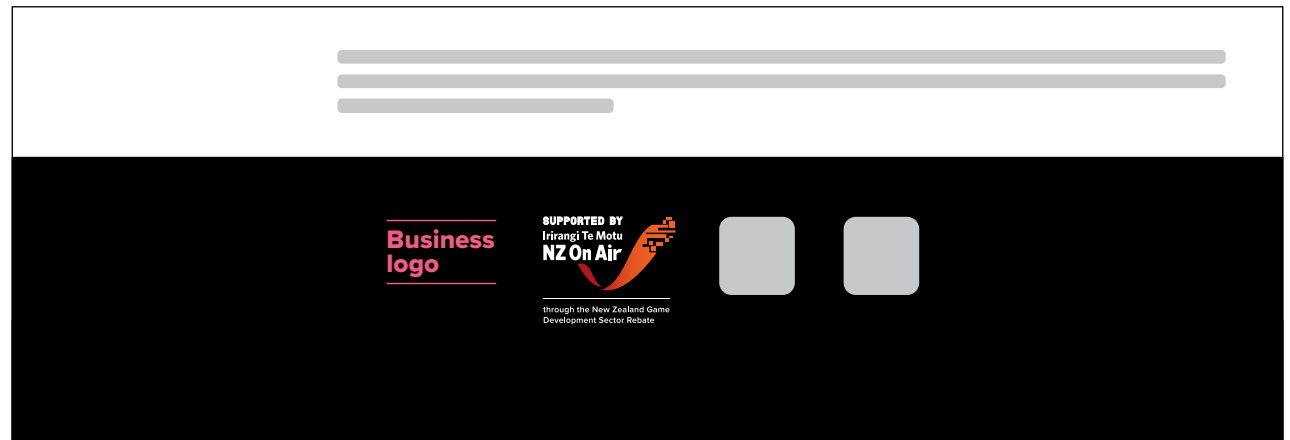 Business
logo
SUPPORTED BY
Irirangi Te Motu
NZ On Air
through the New Zealand Game
Development Sector Rebate